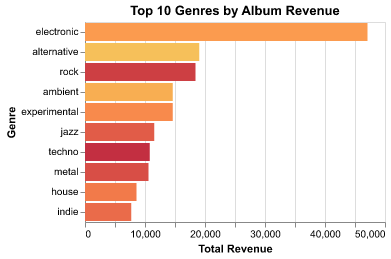 Top 10 Genres by Album Revenue
Genre
electronic
alternative
rock
ambient
experimental
jazz
techno
metal
house
indie
0 10,000 20,000 30,000 40,000 50,000
Total Revenue